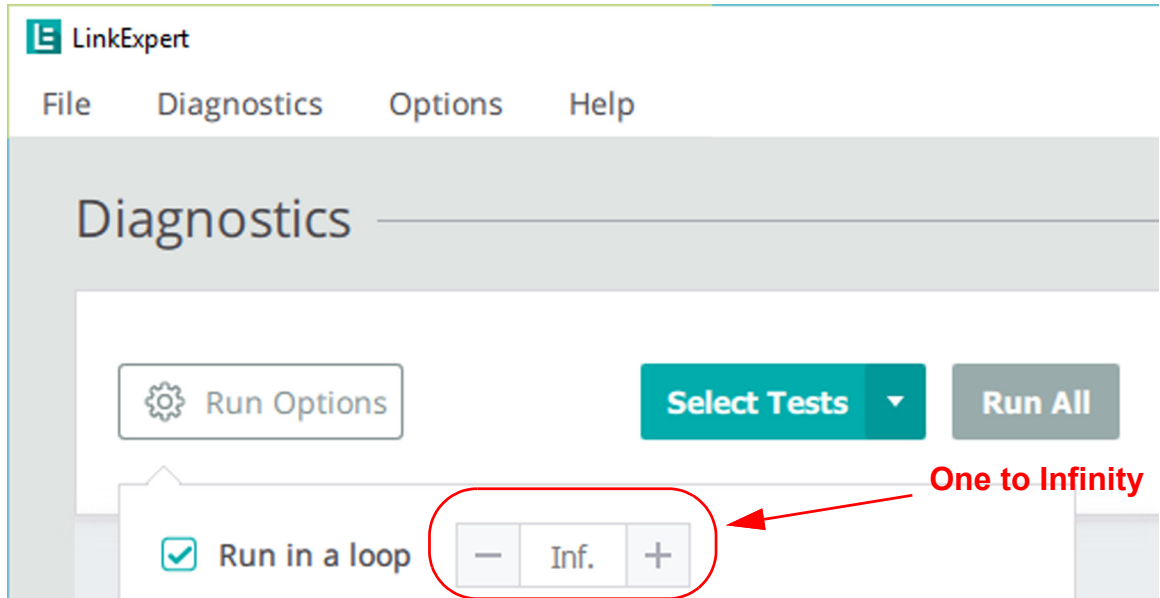 LinkExpert
File Diagnostics Options Help
Diagnostics
Run Options Select Tests Run All
One to Infinity
Run in a loop − Inf. +